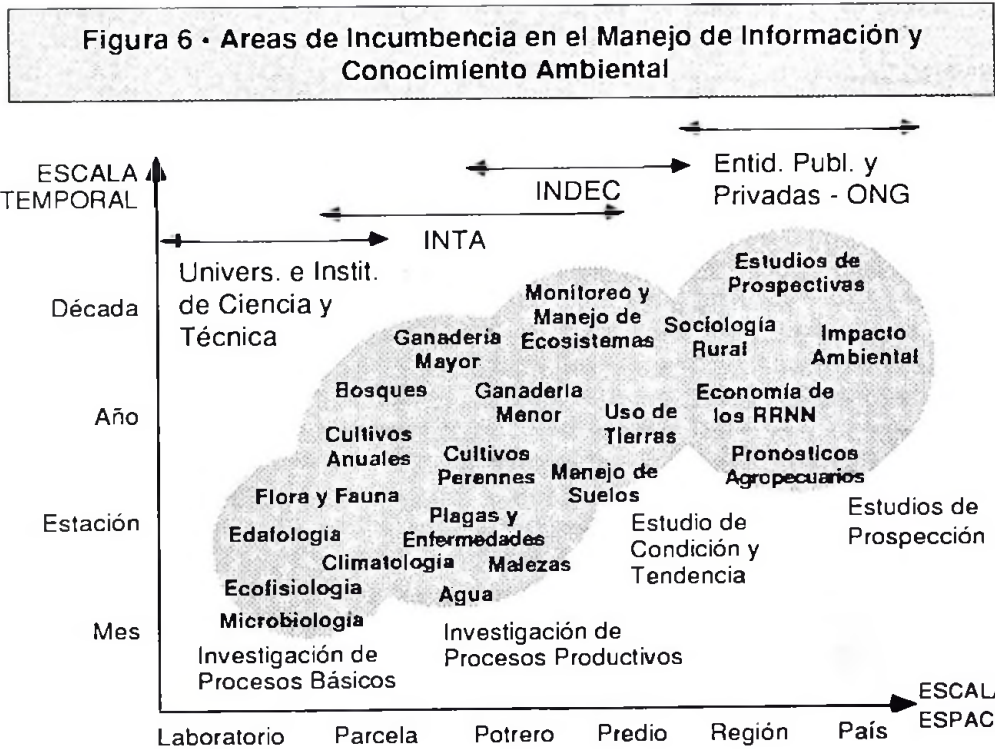 Figura 6 · Areas de Incumbencia en el Manejo de Información y
Conocimiento Ambiental
ESCALA
TEMPORAL
Entid. Publ. y
Privadas - ONG
INDEC
INTA
Univers. e Instit.
de Ciencia y
Técnica
Década
Año
Estación
Mes
Estudios de
Prospectivas
Monitoreo y
Manejo de
Ecosistemas
Sociología
Rural
Impacto
Ambiental
Ganadería
Mayor
Bosques
Ganadería
Menor
Uso de
Tierras
Economía de
los RRNN
Cultivos
Anuales
Cultivos
Perennes
Manejo de
Suelos
Pronósticos
Agropecuarios
Flora y Fauna
Plagas y
Enfermedades
Edafología
Climatología
Malezas
Ecofisiología
Agua
Microbiología
Estudio de
Condición y
Tendencia
Estudios de
Prospección
Investigación de
Procesos Básicos
Investigación de
Procesos Productivos
ESCALA
ESPAC
Laboratorio Parcela Potrero Predio Región País